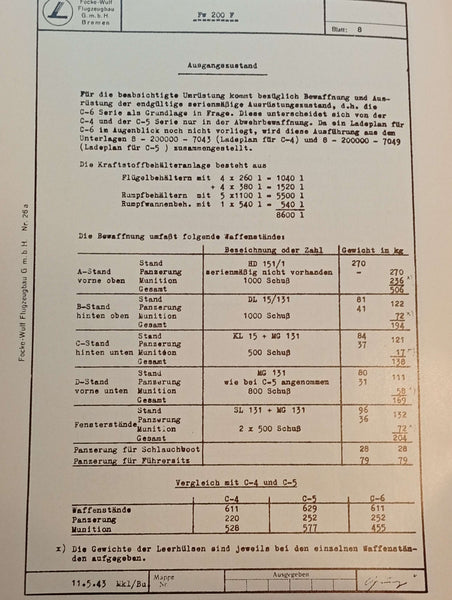 Focke-Wulf
Flugzeugbau
G.m.b.H.
Bremen
Fw 200 F
Blatt: 8
Ausgangszustand
Für die beabsichtigte Umrüstung kommt bezüglich Bewaffnung und Aus-
rüstung der endgültige serienmäßige Ausrüstungszustand, d.h. die
C-6 Serie als Grundlage in Frage. Diese unterscheidet sich von der
C-4 und der C-5 Serie nur in der Abwehrbewaffnung. Da ein Ladeplan für
C-6 im Augenblick noch nicht vorliegt, wird diese Ausführung aus den
Unterlagen 8 - 200000 - 7043 (Ladeplan für C-4) und 8 - 200000 - 7049
(Ladeplan für C-5 ) zusammengestellt.
Die Kraftstoffbehälteranlage besteht aus
Flügelbehältern mit 4 x 260 l = 1040 l
+ 4 x 380 l = 1520 l
Rumpfbehältern mit 5 x1100 l = 5500 l
Rumpfwannenbeh. mit 1 x 540 l = 540 l
8600 l
Die Bewaffnung umfaßt folgende Waffenstände:
Bezeichnung oder Zahl Gewicht in kg
Stand HD 151/1 270
A-Stand Panzerung serienmäßig nicht vorhanden - 270
vorne oben Munition 1000 Schuß 236 x)
Gesamt 506
Stand DL 15/131 81
B-Stand Panzerung 41 122
hinten oben Munition 1000 Schuß 72 x)
Gesamt 194
Stand KL 15 + MG 131 84
C-Stand Panzerung 37 121
hinten unten Munition 500 Schuß 17 x)
Gesamt 138
Stand MG 131 80
D-Stand Panzerung wie bei C-5 angenommen 31 111
vorne unten Munition 800 Schuß 58 x)
Gesamt 169
Stand SL 131 + MG 131 96
Fensterstände Panzerung 36 132
Munition 2 x 500 Schuß 72 x)
Gesamt 204
Panzerung für Schlauchboot 28 28
Panzerung für Führersitz 79 79
Vergleich mit C-4 und C-5
C-4 C-5 C-6
Waffenstände 611 629 611
Panzerung 220 252 252
Munition 528 577 455
x) Die Gewichte der Leerhülsen sind jeweils bei den einzelnen Waffenstän-
den aufgegeben.
11.5.43 Wkl/Bu. Mappe Nr. Ausgegeben
Focke-Wulf Flugzeugbau G.m.b.H. Nr. 26a